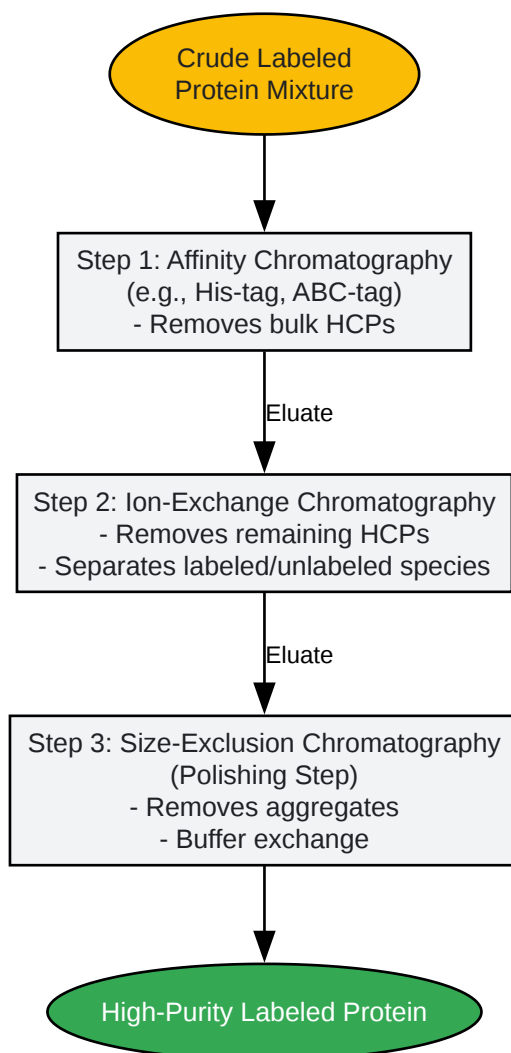 Crude Labeled
Protein Mixture
Step 1: Affinity Chromatography
(e.g., His-tag, ABC-tag)
- Removes bulk HCPs
Eluate
Step 2: Ion-Exchange Chromatography
- Removes remaining HCPs
- Separates labeled/unlabeled species
Eluate
Step 3: Size-Exclusion Chromatography
(Polishing Step)
- Removes aggregates
- Buffer exchange
High-Purity Labeled Protein